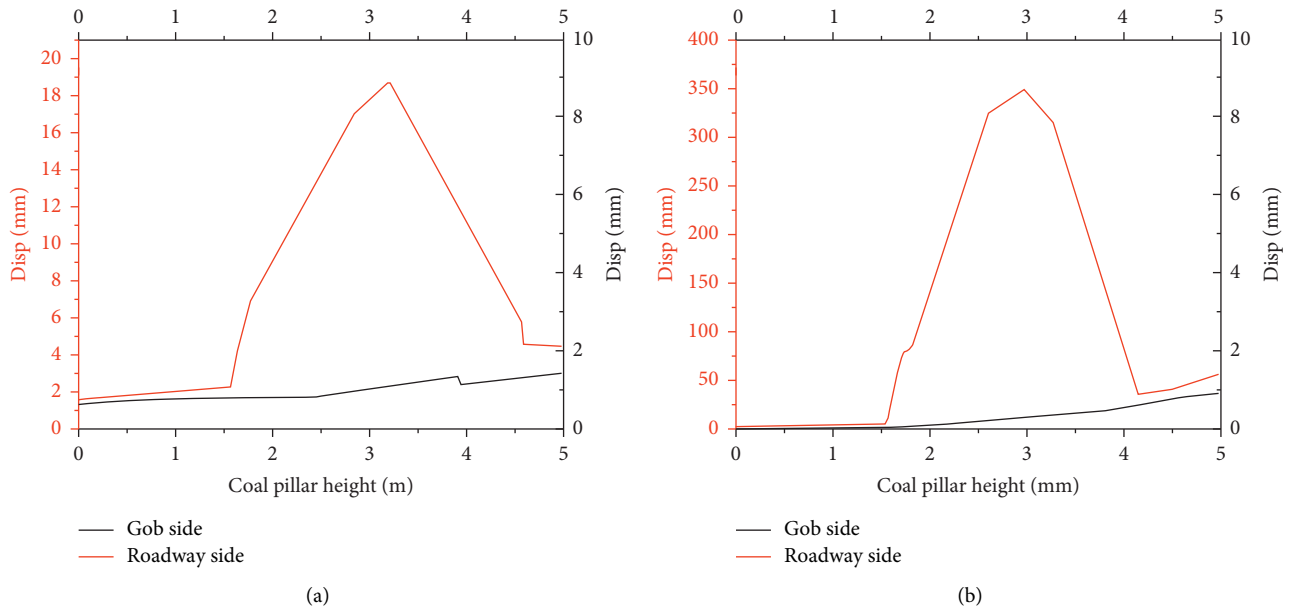 0 1 2 3 4 5
20
18
16
14
12
10
8
6
4
2
0
Disp (mm)
10
8
6
4
2
0
Disp (mm)
0 1 2 3 4 5
Coal pillar height (m)
Gob side
Roadway side
(a)
0 1 2 3 4 5
400
350
300
250
200
150
100
50
0
Disp (mm)
10
8
6
4
2
0
Disp (mm)
0 1 2 3 4 5
Coal pillar height (mm)
Gob side
Roadway side
(b)